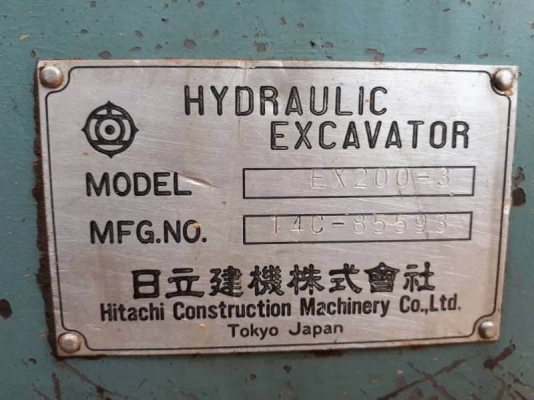 HYDRAULIC
EXCAVATOR
MODEL EX200-3
MFG.NO. 14C-85593
日立建機株式會社
Hitachi Construction Machinery Co.,Ltd.
Tokyo Japan